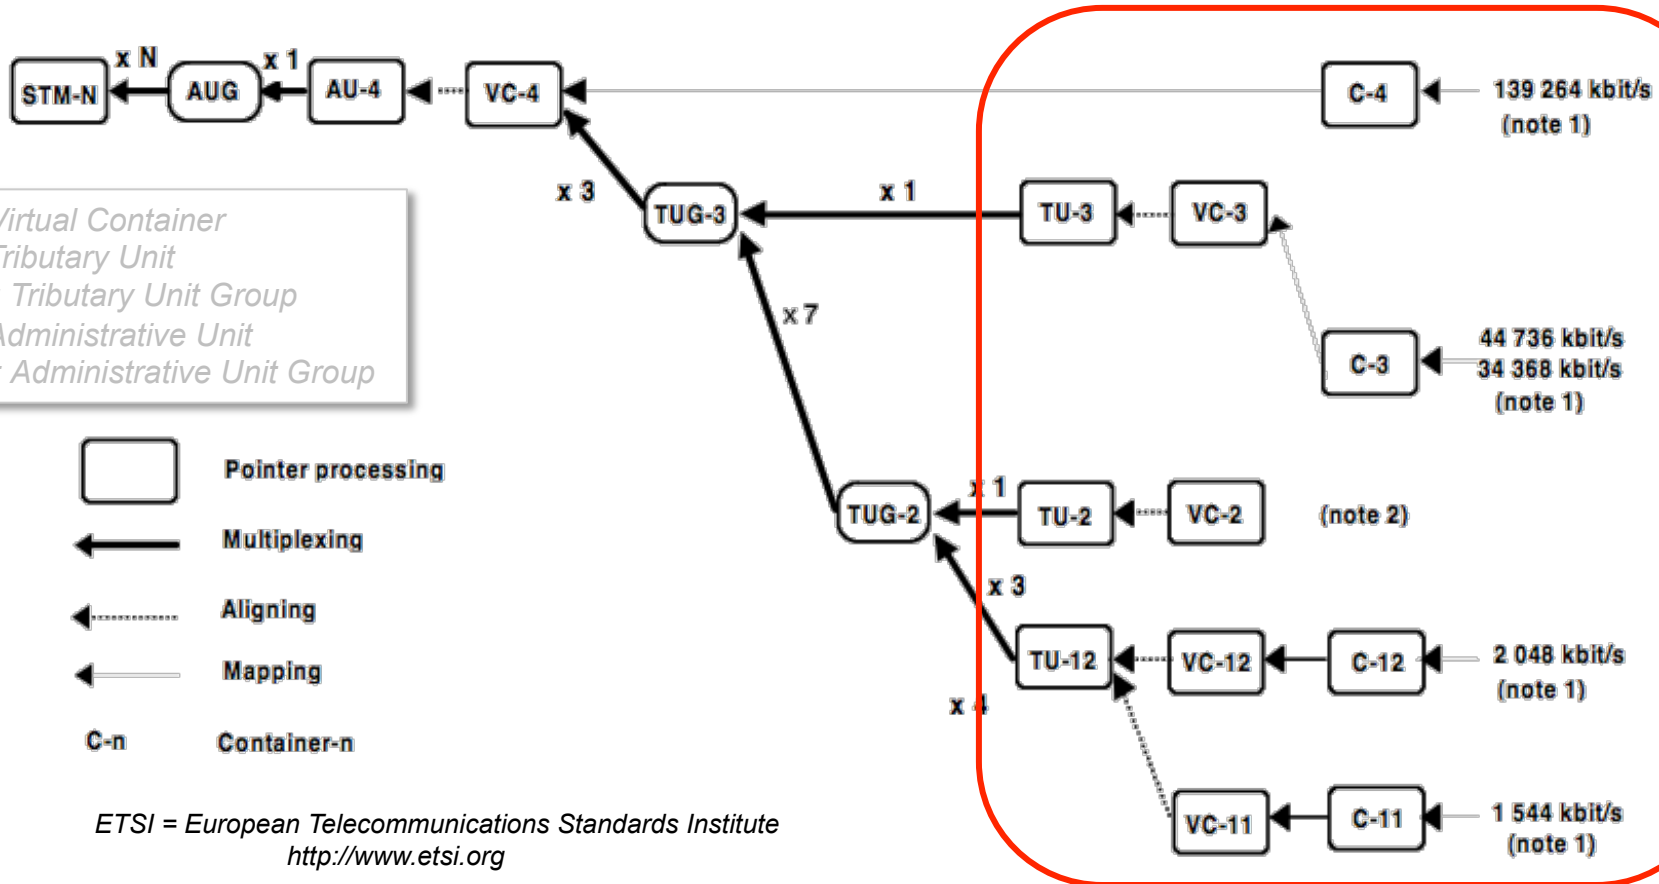 x N
x 1
STM-N
AUG
AU-4
VC-4
C-4
139 264 kbit/s
(note 1)
x 3
TUG-3
x 1
TU-3
VC-3
Virtual Container
Tributary Unit
: Tributary Unit Group
Administrative Unit
: Administrative Unit Group
x 7
C-3
44 736 kbit/s
34 368 kbit/s
(note 1)
Pointer processing
Multiplexing
Aligning
Mapping
C-n Container-n
TUG-2
x 1
TU-2
VC-2
(note 2)
x 3
TU-12
VC-12
C-12
2 048 kbit/s
(note 1)
x 4
VC-11
C-11
1 544 kbit/s
(note 1)
ETSI = European Telecommunications Standards Institute
http://www.etsi.org